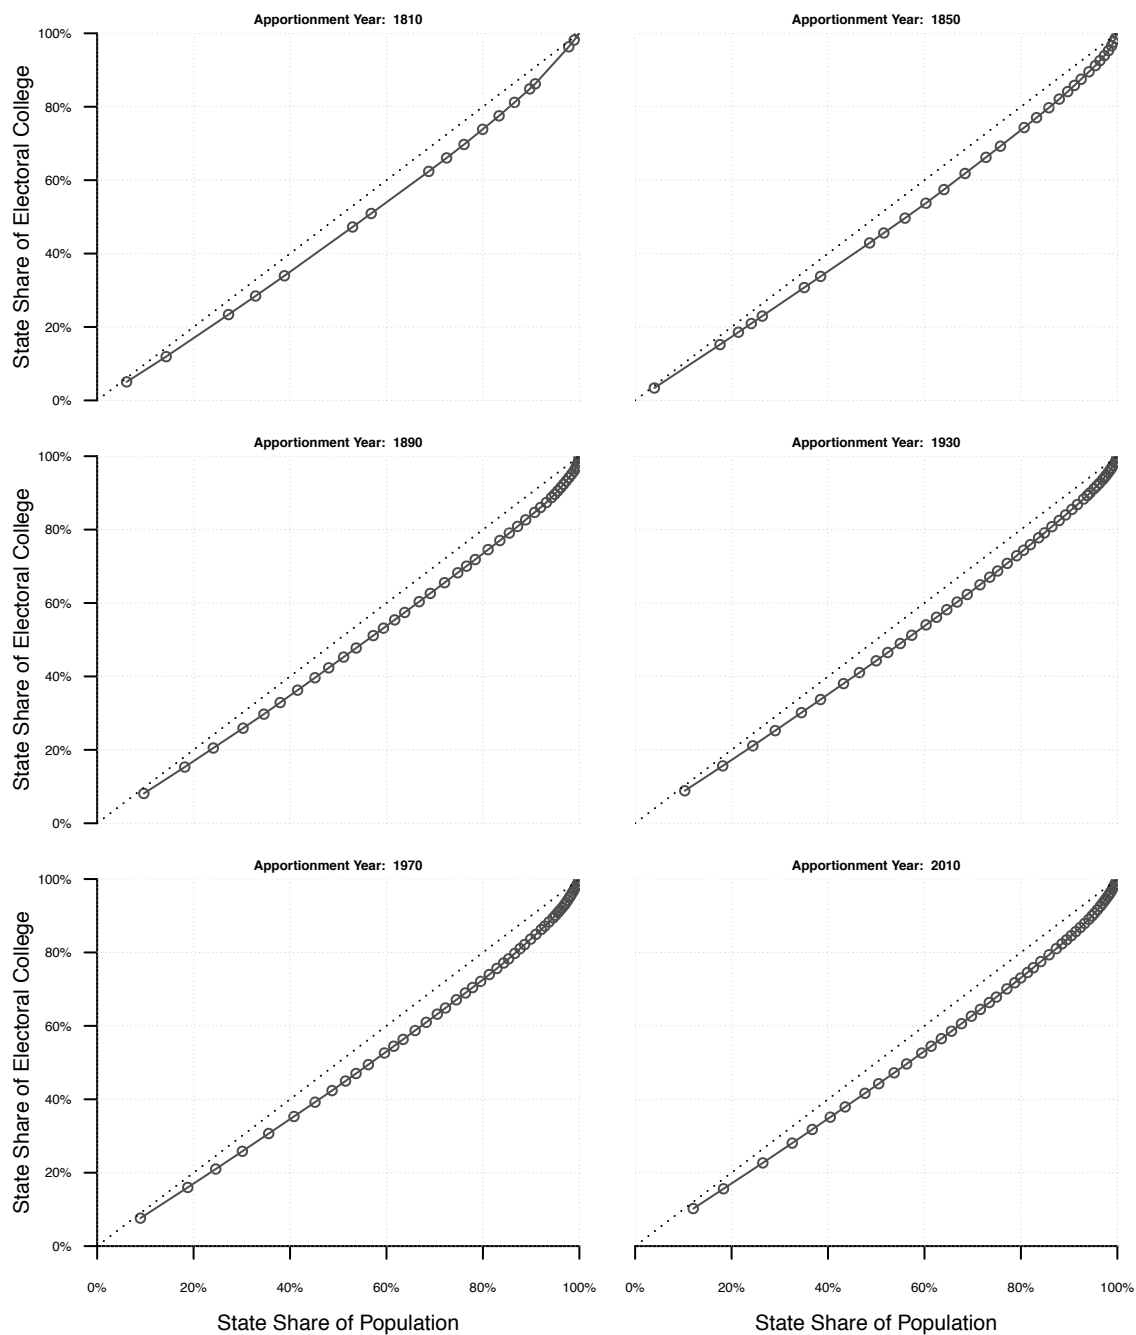 Apportionment Year: 1810
Apportionment Year: 1850
State Share of Electoral College
100%
80%
60%
40%
20%
0%
Apportionment Year: 1890
Apportionment Year: 1930
State Share of Electoral College
100%
80%
60%
40%
20%
0%
Apportionment Year: 1970
Apportionment Year: 2010
State Share of Electoral College
100%
80%
60%
40%
20%
0%
0% 20% 40% 60% 80% 100%
0% 20% 40% 60% 80% 100%
State Share of Population
State Share of Population